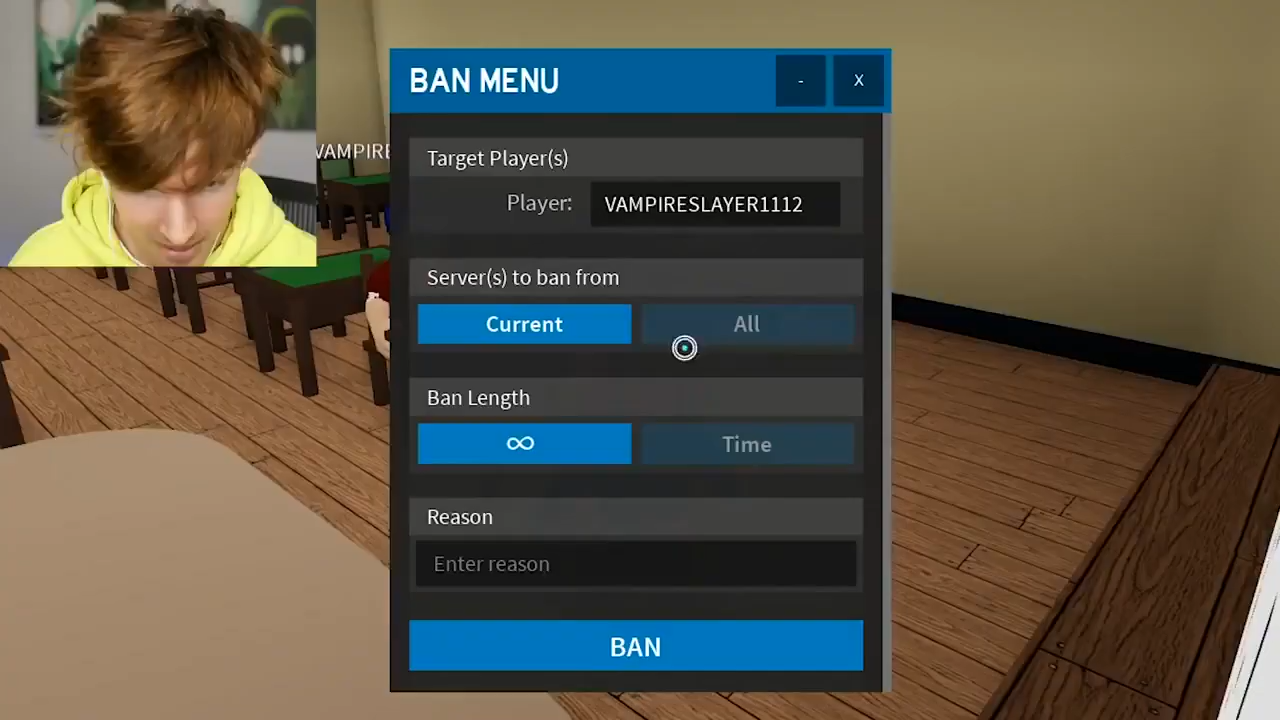 BAN MENU
-
X
VAMPIRE
Target Player(s)
Player: VAMPIRESLAYER1112
Server(s) to ban from
Current All
Ban Length
∞ Time
Reason
Enter reason
BAN